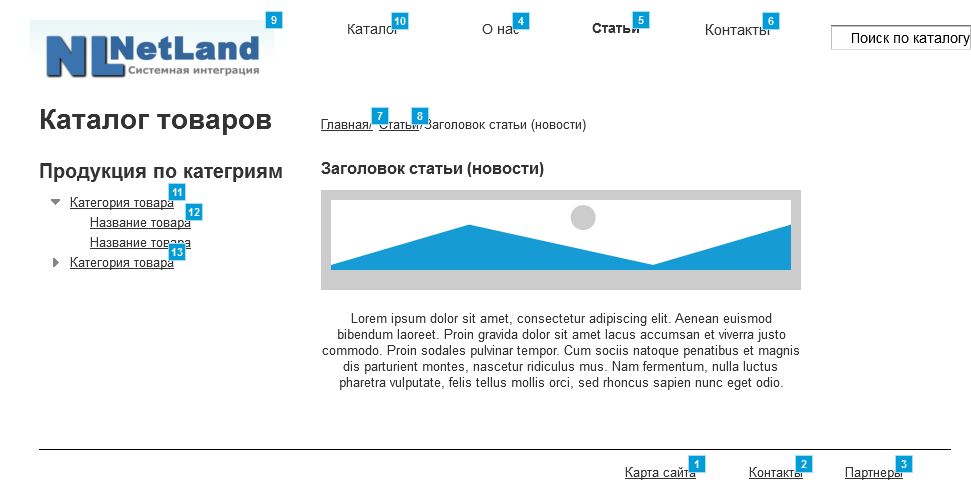 NetLand
Системная интеграция
9
Каталог 10
О нас 4
Статьи 5
Контакты 6
Поиск по каталогу
Каталог товаров
Главная/ 7 Статьи 8 /Заголовок статьи (новости)
Продукция по категриям
Заголовок статьи (новости)
Категория товара 11
Название товара 12
Название товара
Категория товара 13
Lorem ipsum dolor sit amet, consectetur adipiscing elit. Aenean euismod
bibendum laoreet. Proin gravida dolor sit amet lacus accumsan et viverra justo
commodo. Proin sodales pulvinar tempor. Cum sociis natoque penatibus et magnis
dis parturient montes, nascetur ridiculus mus. Nam fermentum, nulla luctus
pharetra vulputate, felis tellus mollis orci, sed rhoncus sapien nunc eget odio.
Карта сайта 1
Контакты 2
Партнеры 3